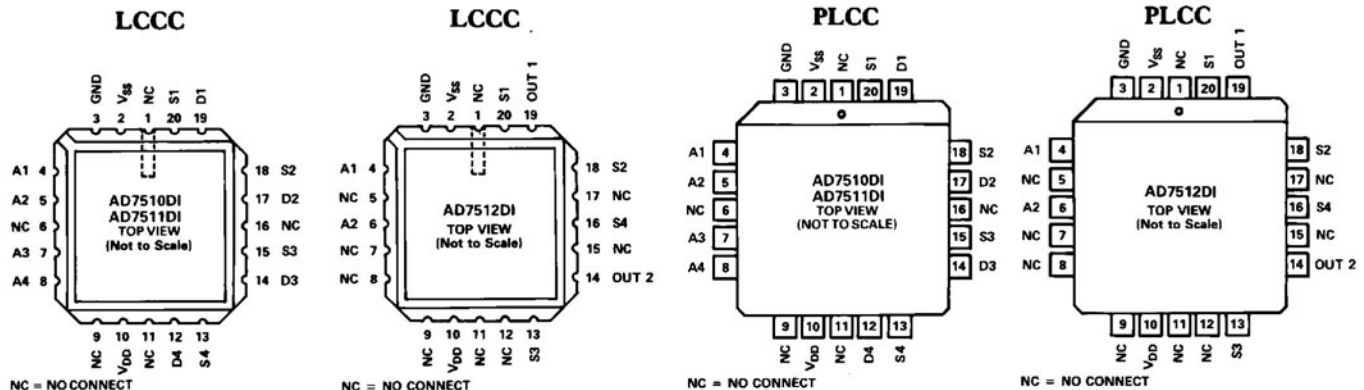 LCCC
GND VSS NC S1 D1
3 2 1 20 19
A1 4 18 S2
A2 5 17 D2
NC 6 16 NC
A3 7 15 S3
A4 8 14 D3
AD7510DI
AD7511DI
TOP VIEW
(Not to Scale)
9 10 11 12 13
NC VDD NC D4 S4
NC = NO CONNECT
LCCC
GND VSS NC S1 OUT 1
3 2 1 20 19
A1 4 18 S2
NC 5 17 NC
A2 6 16 S4
NC 7 15 NC
NC 8 14 OUT 2
AD7512DI
TOP VIEW
(Not to Scale)
9 10 11 12 13
NC VDD NC NC S3
NC = NO CONNECT
PLCC
GND VSS NC S1 D1
3 2 1 20 19
A1 4 18 S2
A2 5 17 D2
NC 6 16 NC
A3 7 15 S3
A4 8 14 D3
AD7510DI
AD7511DI
TOP VIEW
(NOT TO SCALE)
9 10 11 12 13
NC VDD NC D4 S4
NC = NO CONNECT
PLCC
GND VSS NC S1 OUT 1
3 2 1 20 19
A1 4 18 S2
NC 5 17 NC
A2 6 16 S4
NC 7 15 NC
NC 8 14 OUT 2
AD7512DI
TOP VIEW
(Not to Scale)
9 10 11 12 13
NC VDD NC NC S3
NC = NO CONNECT